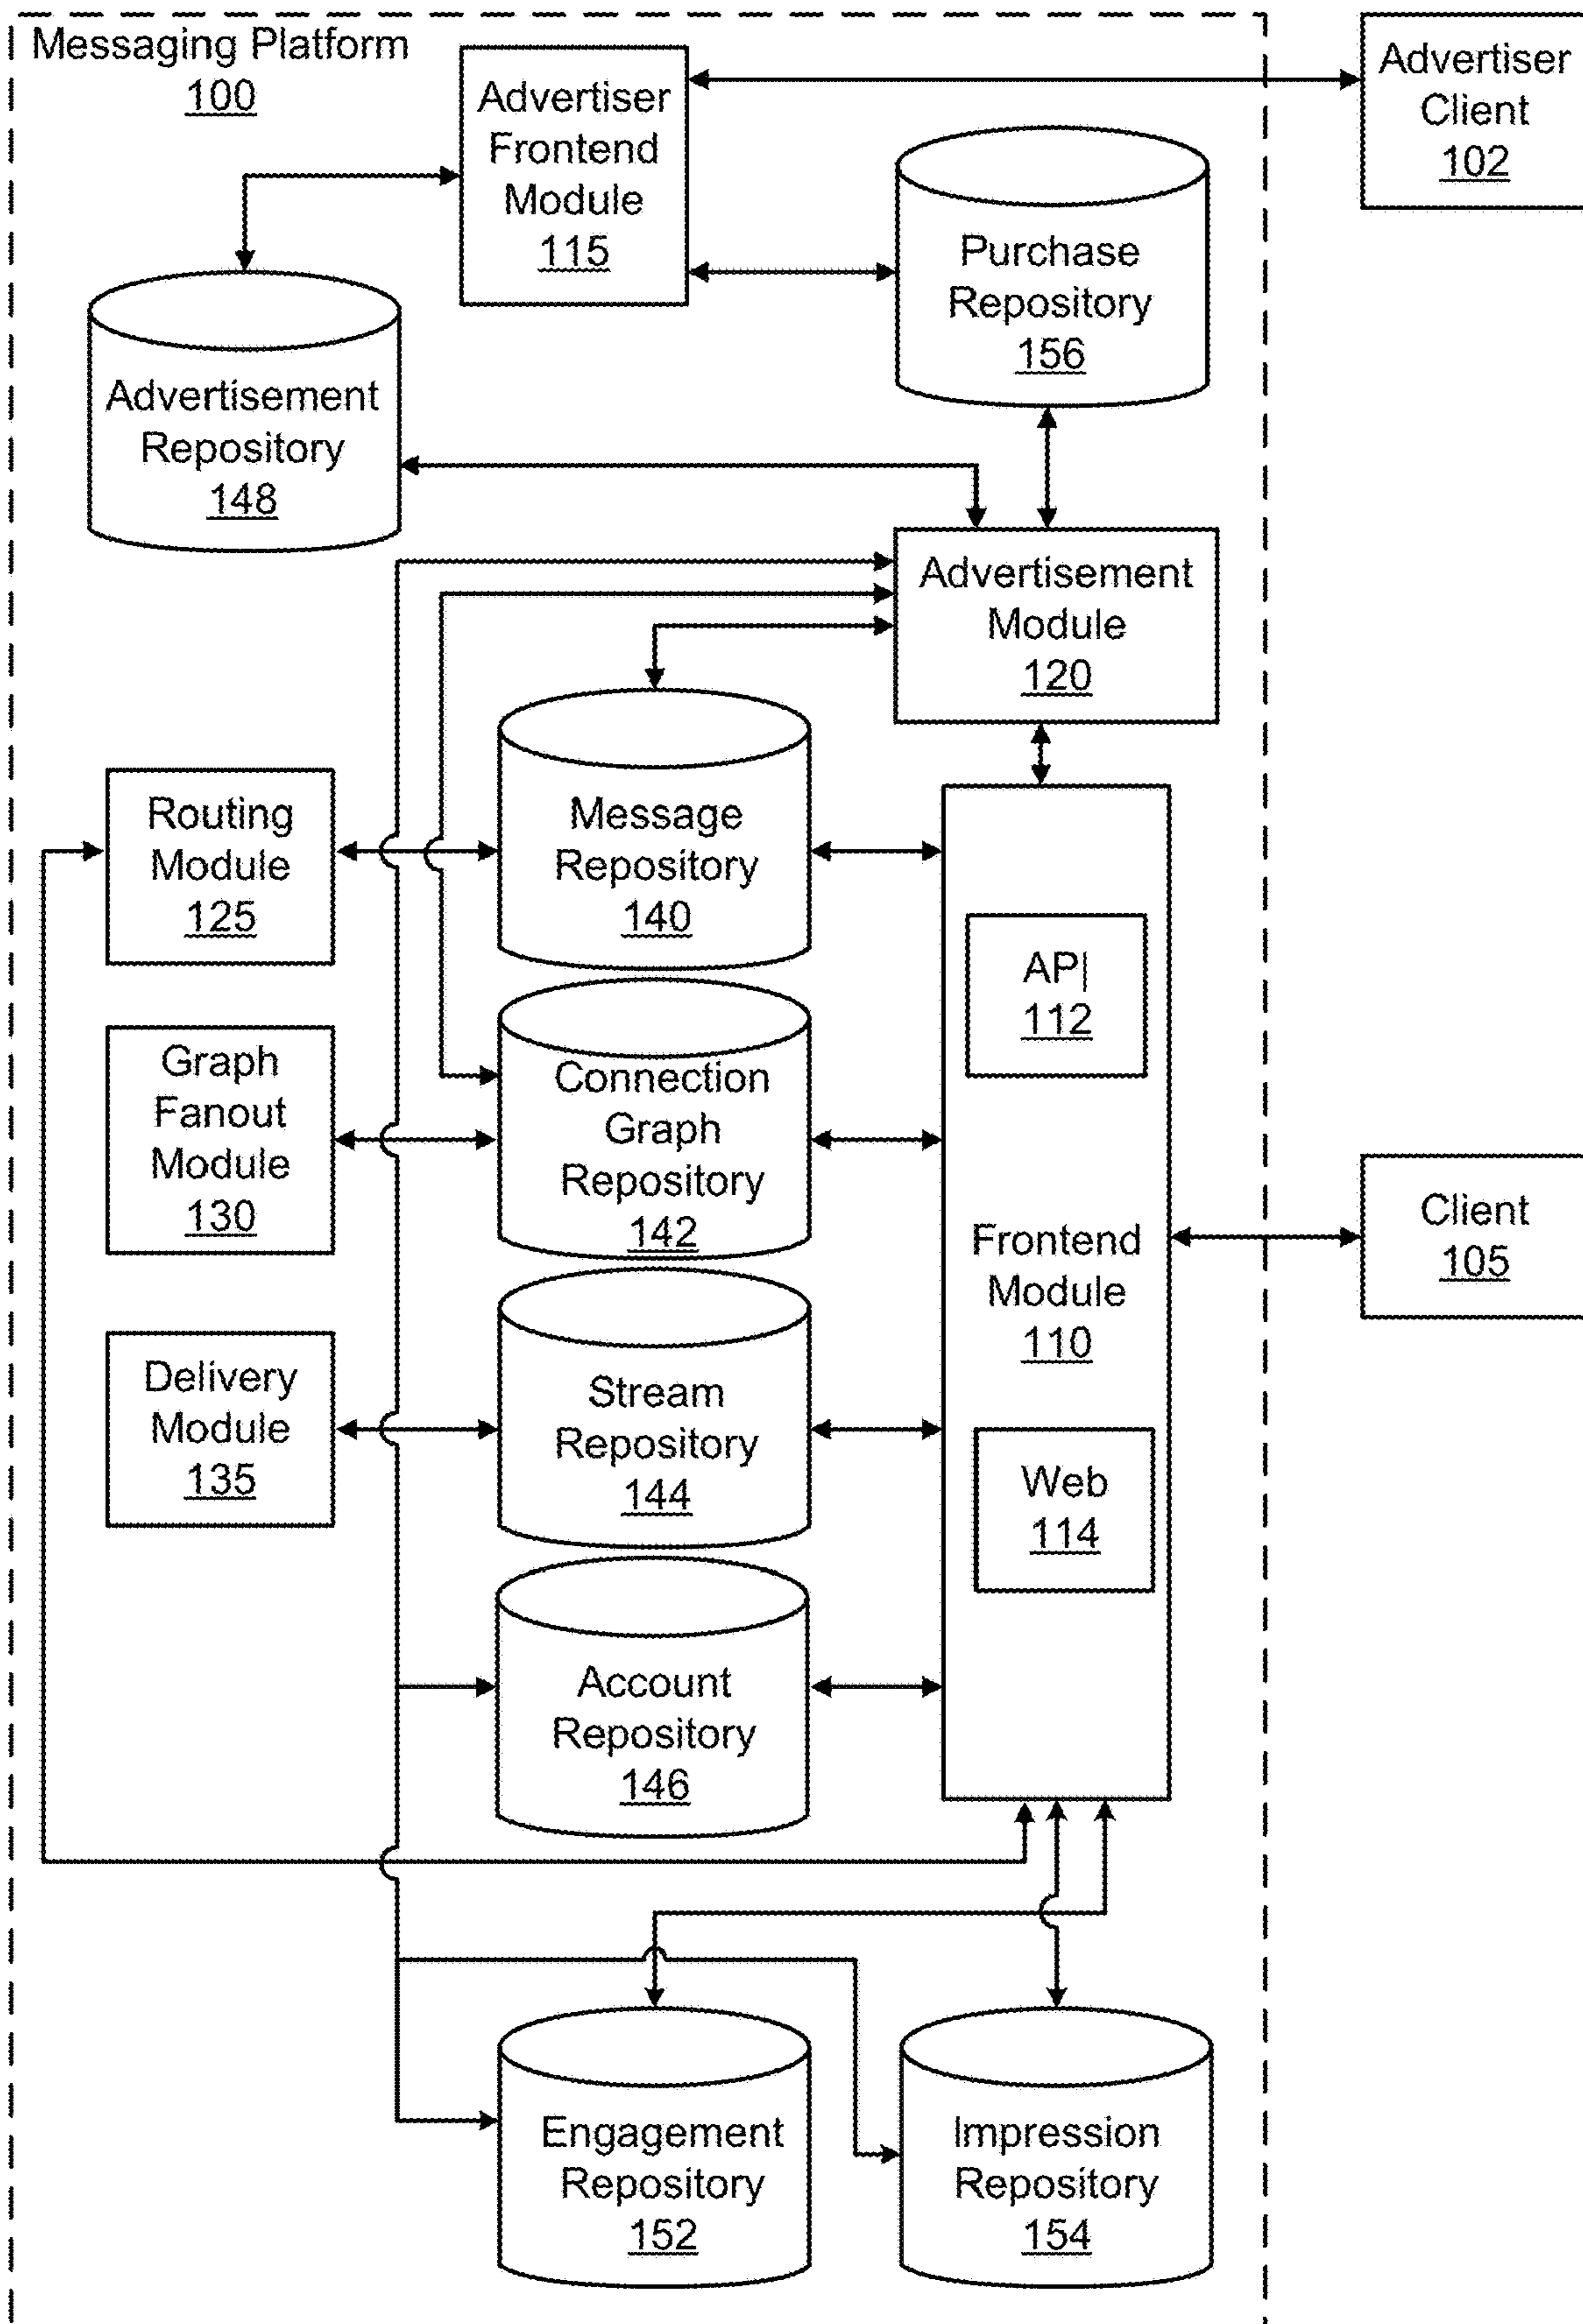 Messaging Platform
100
Advertiser
Frontend
Module
115
Advertiser
Client
102
Purchase
Repository
156
Advertisement
Repository
148
Advertisement
Module
120
Routing
Module
125
Message
Repository
140
API
112
Graph
Fanout
Module
130
Connection
Graph
Repository
142
Frontend
Module
110
Client
105
Delivery
Module
135
Stream
Repository
144
Web
114
Account
Repository
146
Engagement
Repository
152
Impression
Repository
154